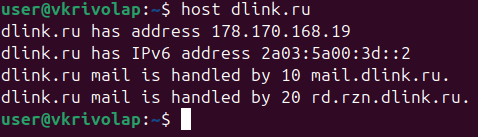 user@vkrivolap:~$ host dlink.ru
dlink.ru has address 178.170.168.19
dlink.ru has IPv6 address 2a03:5a00:3d::2
dlink.ru mail is handled by 10 mail.dlink.ru.
dlink.ru mail is handled by 20 rd.rzn.dlink.ru.
user@vkrivolap:~$